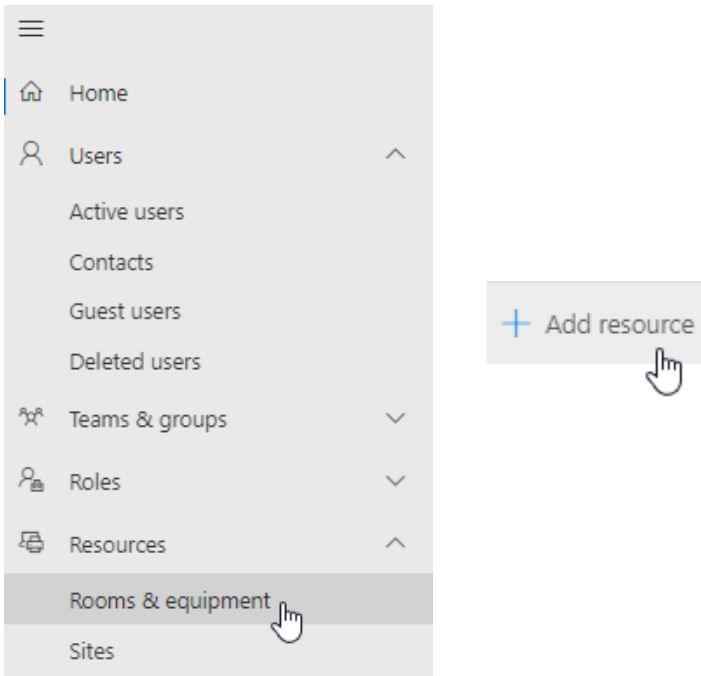 Home
Users
Active users
Contacts
Guest users
Deleted users
Teams & groups
Roles
Resources
Rooms & equipment
Sites
Add resource